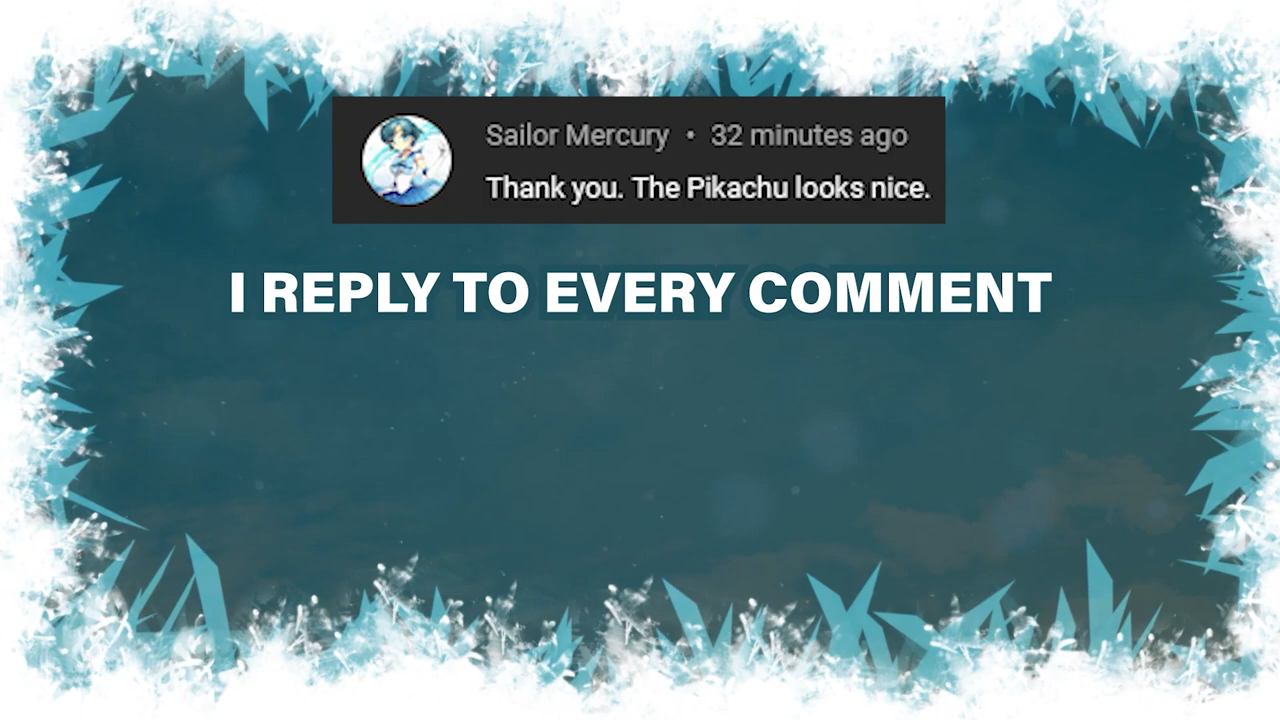 Sailor Mercury • 32 minutes ago
Thank you. The Pikachu looks nice.
I REPLY TO EVERY COMMENT